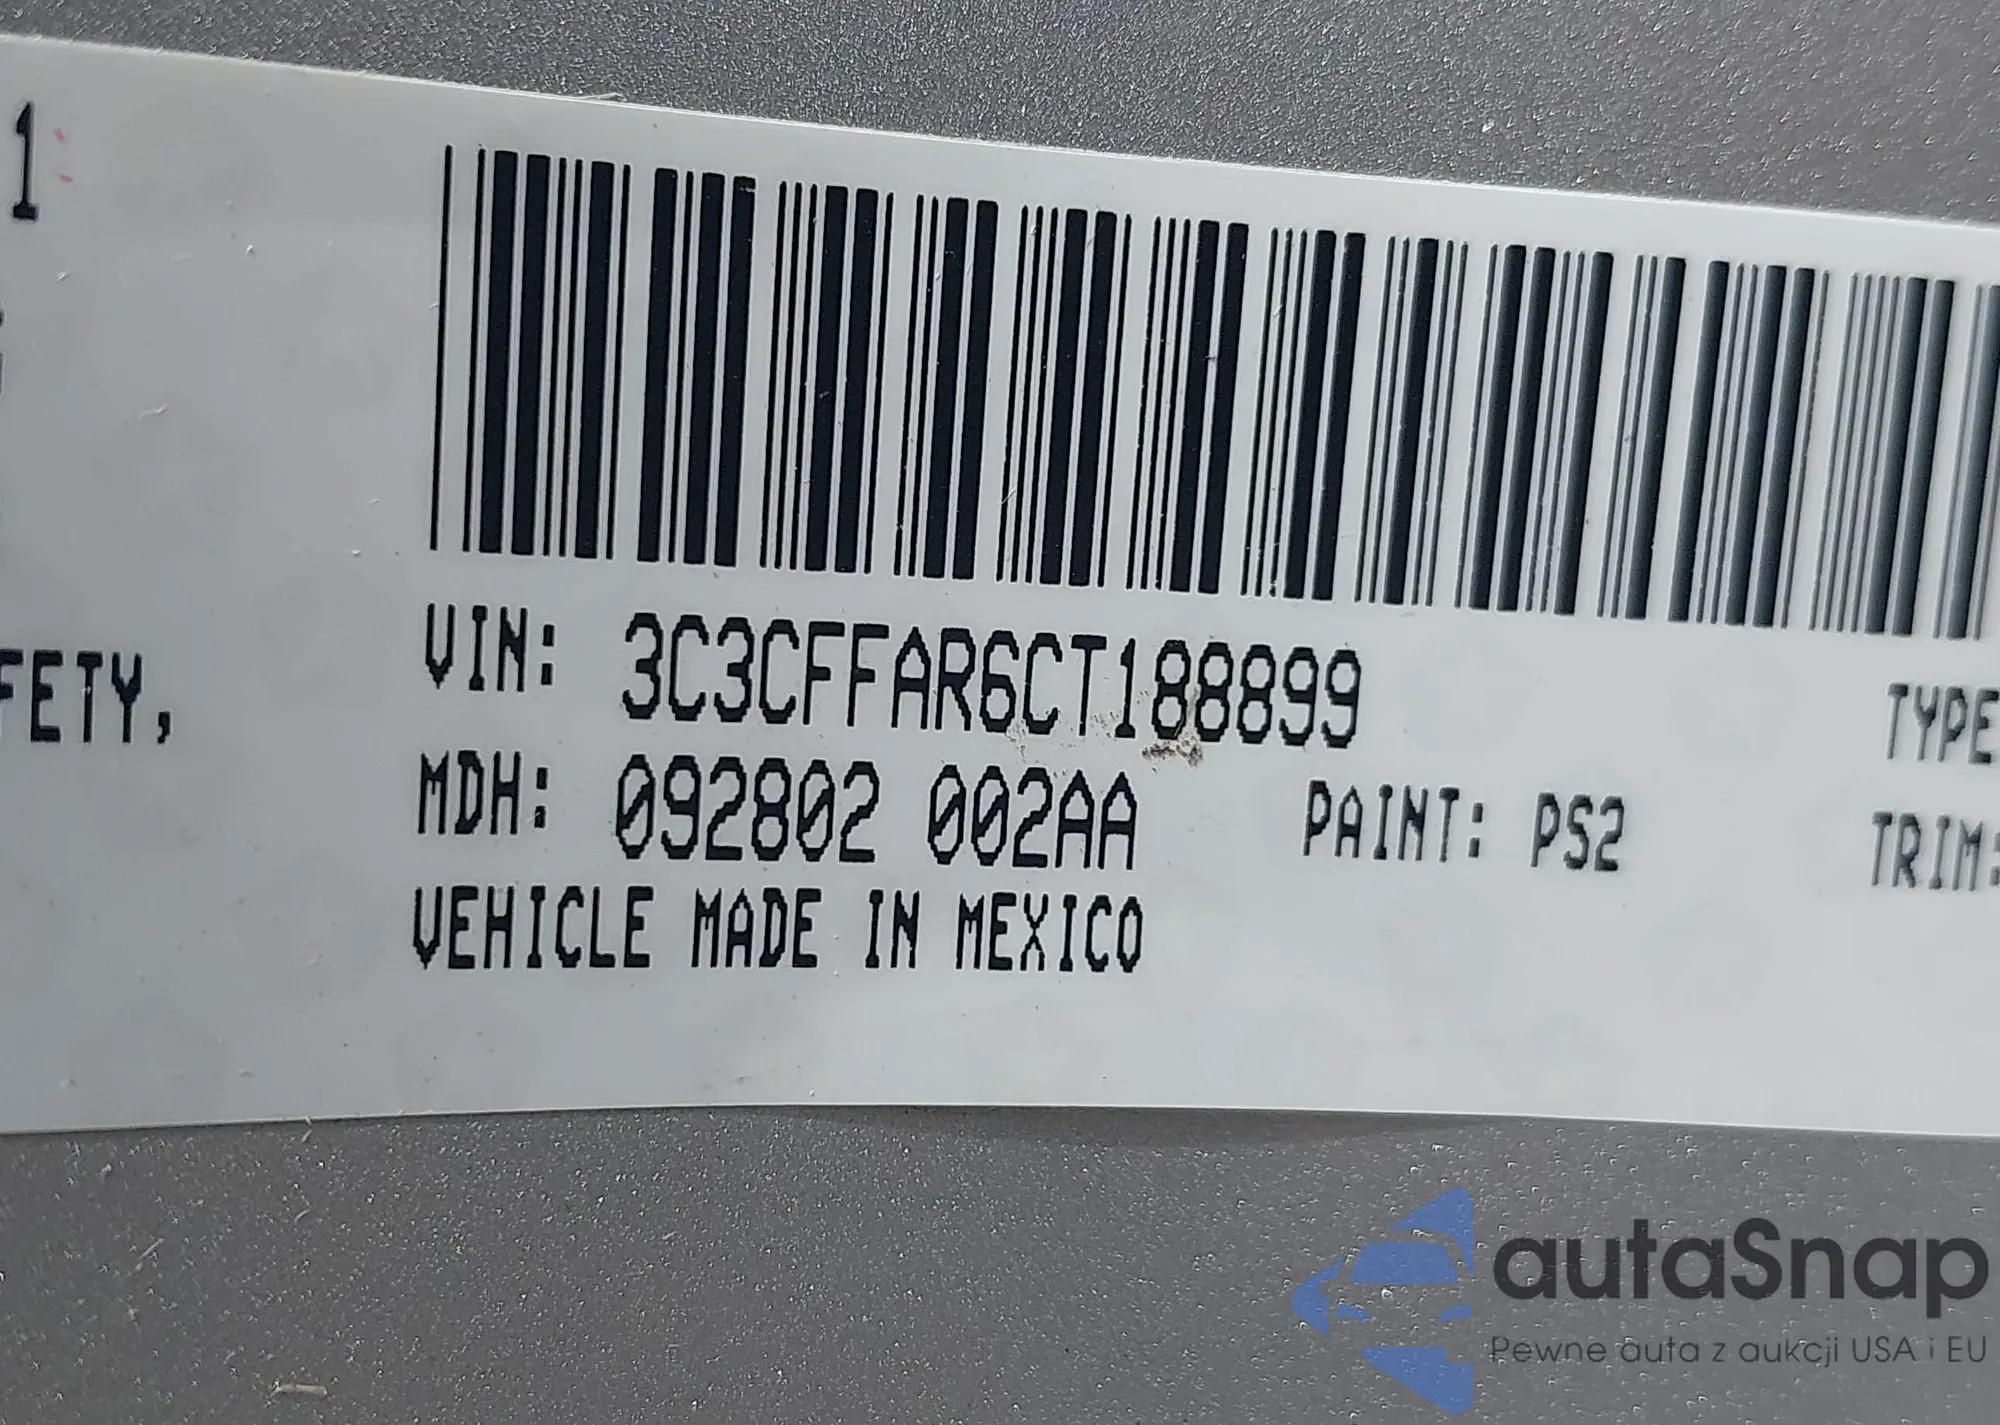 1
FETY,
VIN: 3C3CFFAR6CT188899
TYPE
MDH: 092802 002AA
PAINT: PS2
TRIM:
VEHICLE MADE IN MEXICO
autaSnap
Pewne auta z aukcji USA i EU